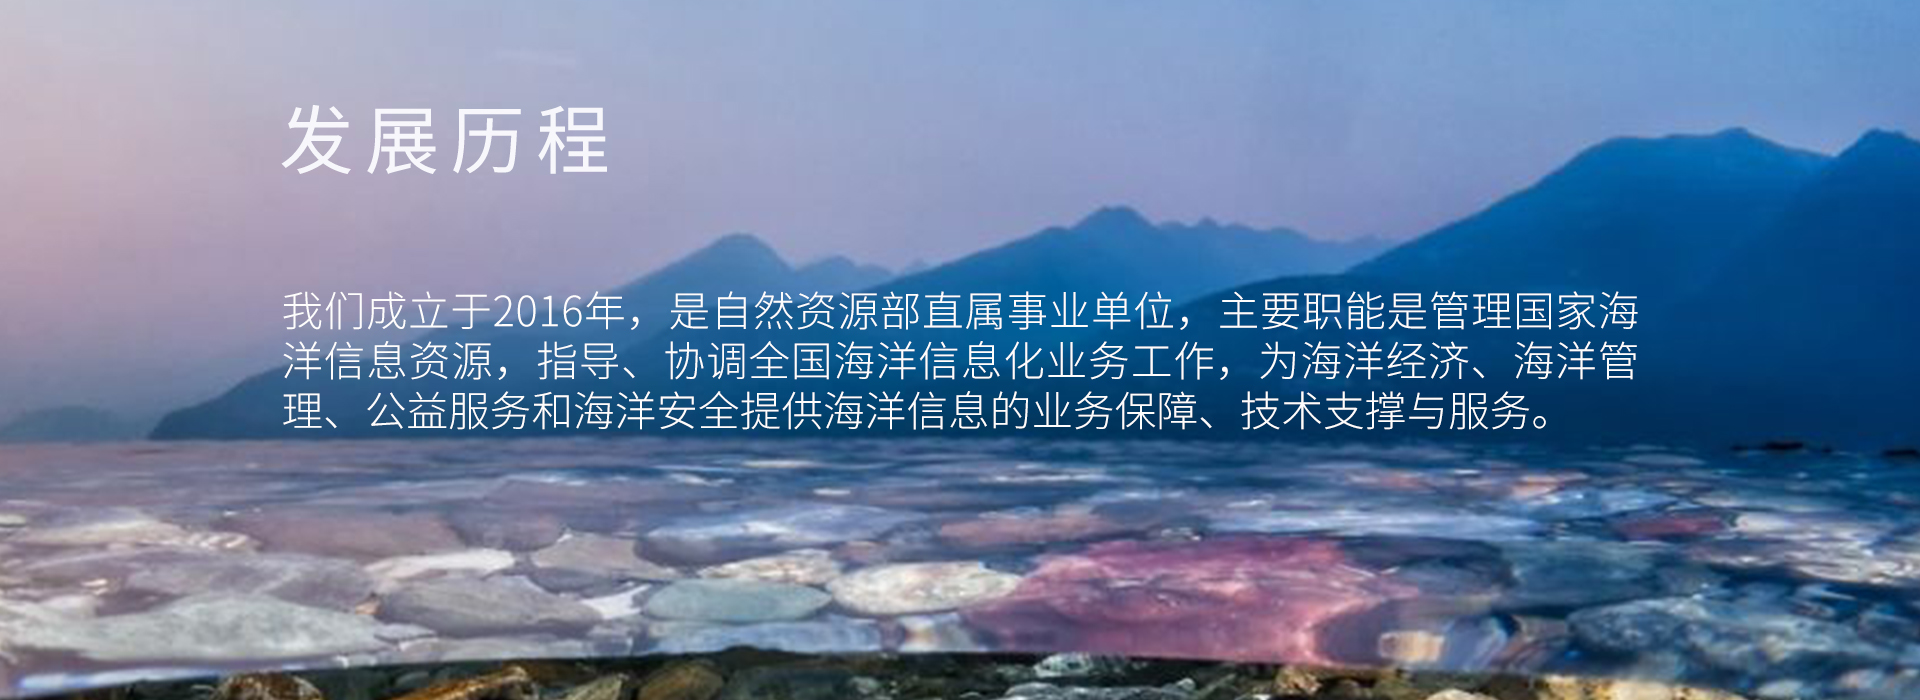 发展历程
我们成立于2016年，是自然资源部直属事业单位，主要职能是管理国家海
洋信息资源，指导、协调全国海洋信息化业务工作，为海洋经济、海洋管
理、公益服务和海洋安全提供海洋信息的业务保障、技术支撑与服务。